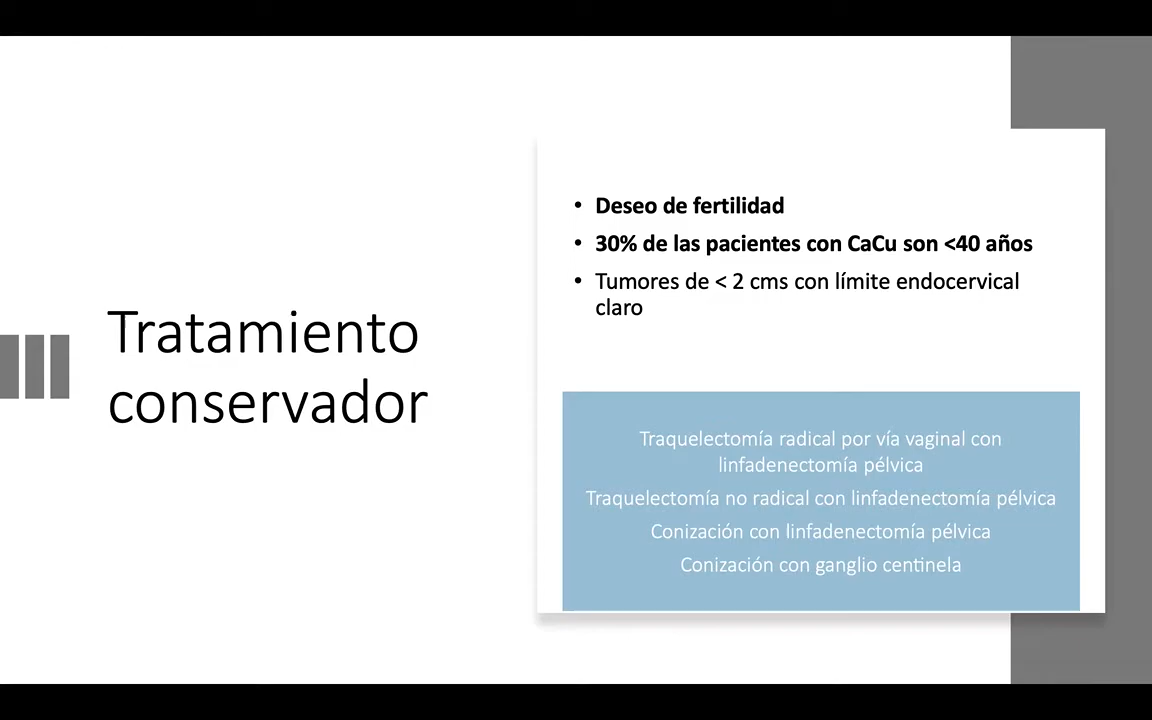 Tratamiento
conservador
• Deseo de fertilidad
• 30% de las pacientes con CaCu son <40 años
• Tumores de < 2 cms con límite endocervical
claro
Traquelectomía radical por vía vaginal con
linfadenectomía pélvica
Traquelectomía no radical con linfadenectomía pélvica
Conización con linfadenectomía pélvica
Conización con ganglio centinela